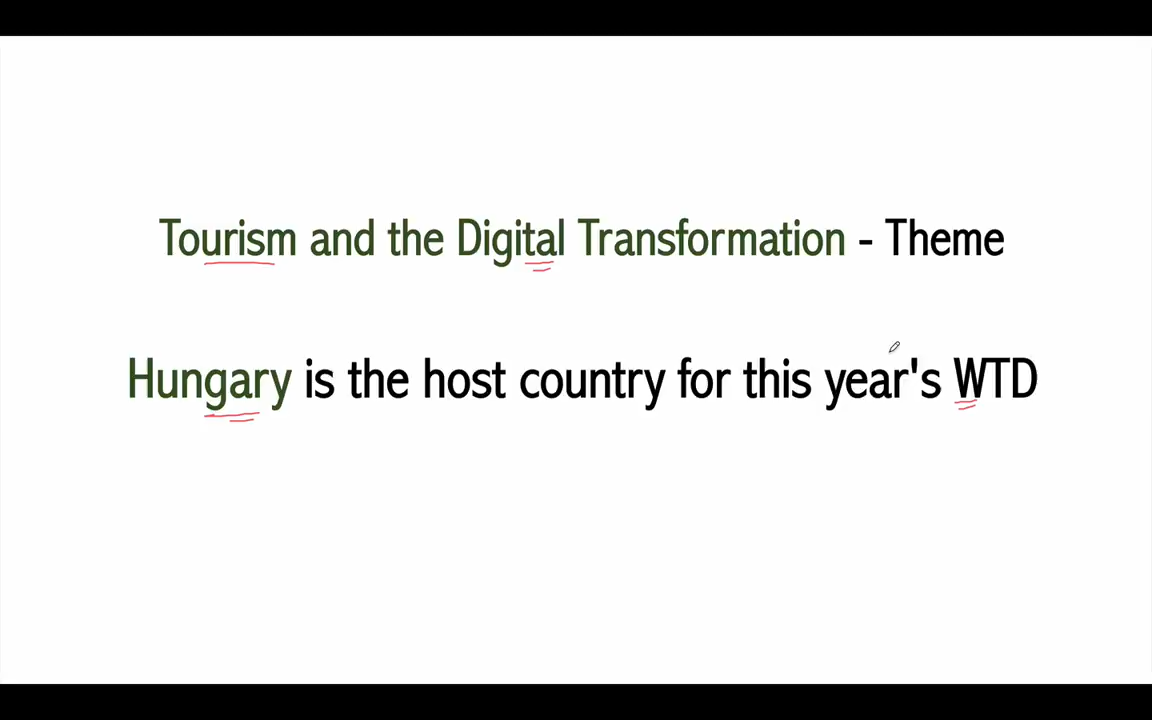 Tourism and the Digital Transformation - Theme
Hungary is the host country for this year's WTD